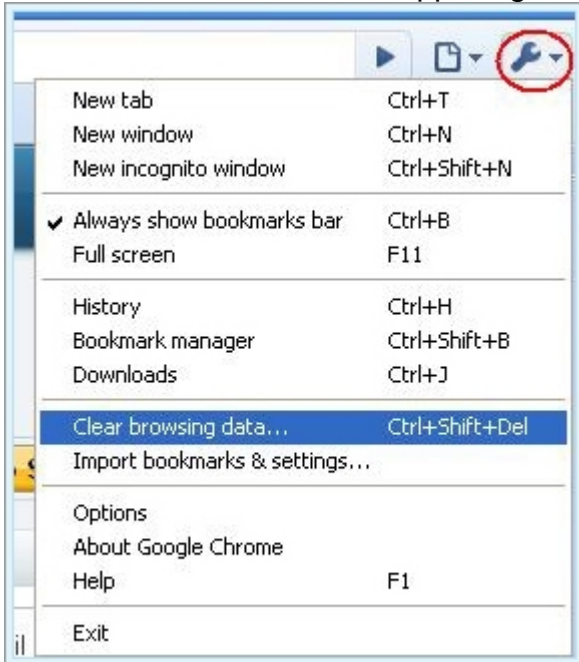 New tab Ctrl+T
New window Ctrl+N
New incognito window Ctrl+Shift+N
Always show bookmarks bar Ctrl+B
Full screen F11
History Ctrl+H
Bookmark manager Ctrl+Shift+B
Downloads Ctrl+J
Clear browsing data... Ctrl+Shift+Del
Import bookmarks & settings...
Options
About Google Chrome
Help F1
Exit
il